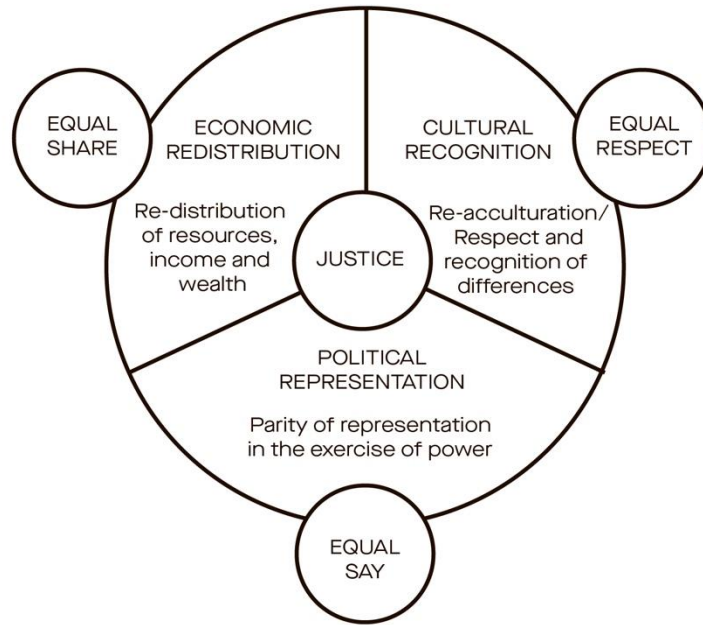 EQUAL
SHARE
ECONOMIC
REDISTRIBUTION
Re-distribution
of resources,
income and
wealth
CULTURAL
RECOGNITION
Re-acculturation/
Respect and
recognition of
differences
EQUAL
RESPECT
JUSTICE
POLITICAL
REPRESENTATION
Parity of representation
in the exercise of power
EQUAL
SAY